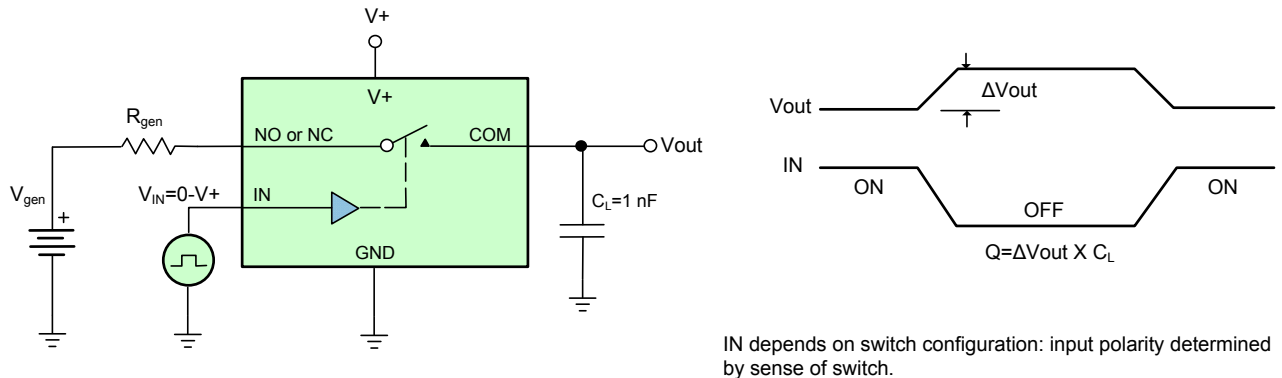 V+
V+
Rgen
NO or NC
COM
Vout
Vgen
+
VIN=0-V+
IN
CL=1 nF
GND
Vout
ΔVout
IN
ON
OFF
ON
Q=ΔVout X CL
IN depends on switch configuration: input polarity determined
by sense of switch.